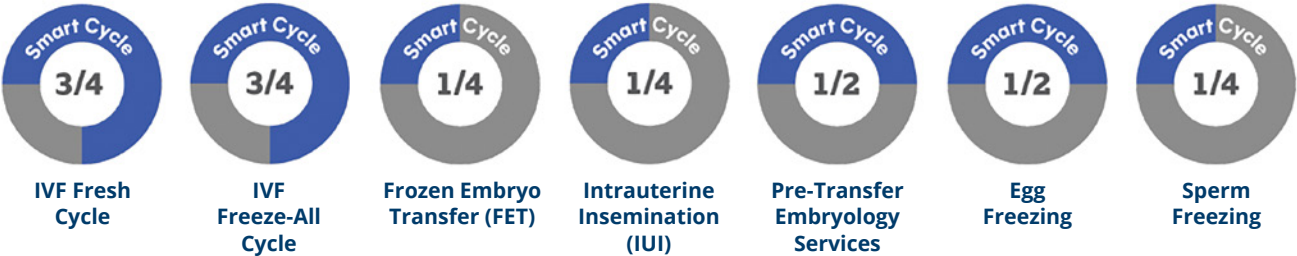 Smart Cycle
3/4
IVF Fresh
Cycle
Smart Cycle
3/4
IVF
Freeze-All
Cycle
Smart Cycle
1/4
Frozen Embryo
Transfer (FET)
Smart Cycle
1/4
Intrauterine
Insemination
(IUI)
Smart Cycle
1/2
Pre-Transfer
Embryology
Services
Smart Cycle
1/2
Egg
Freezing
Smart Cycle
1/4
Sperm
Freezing